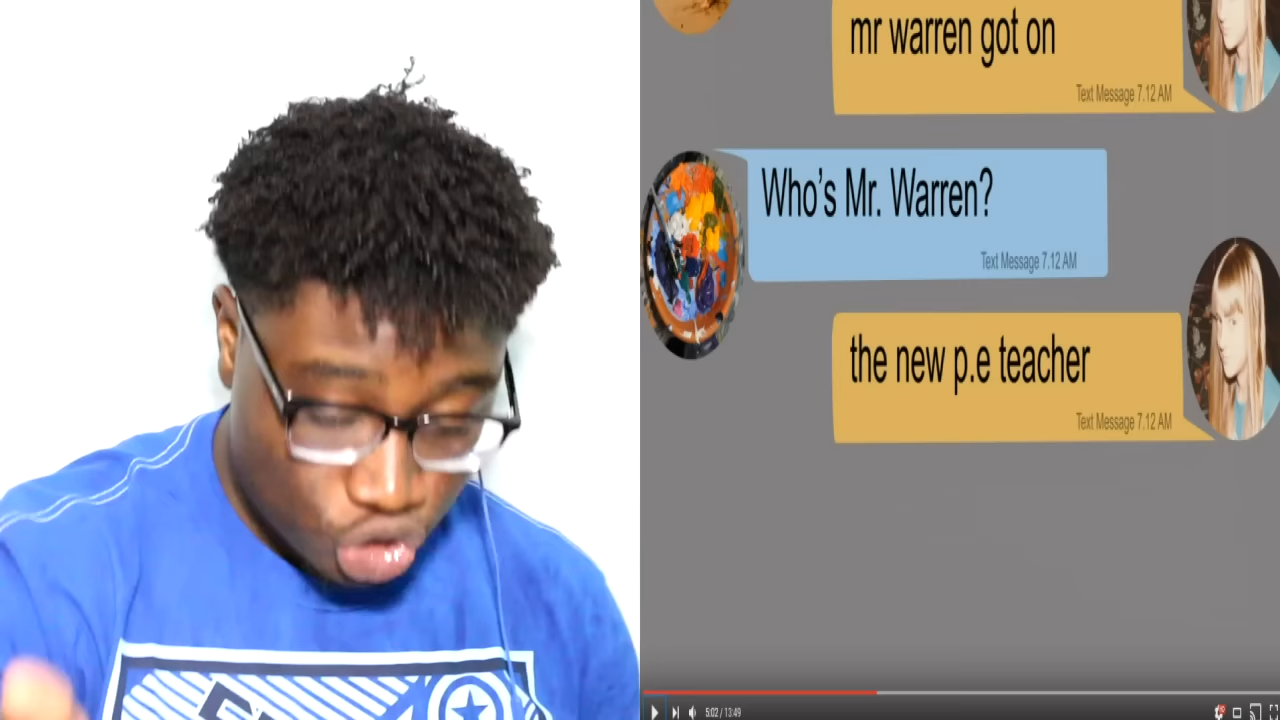 mr warren got on
Text Message 7.12 AM
Who's Mr. Warren?
Text Message 7.12 AM
the new p.e teacher
Text Message 7.12 AM
5:02 / 13:49